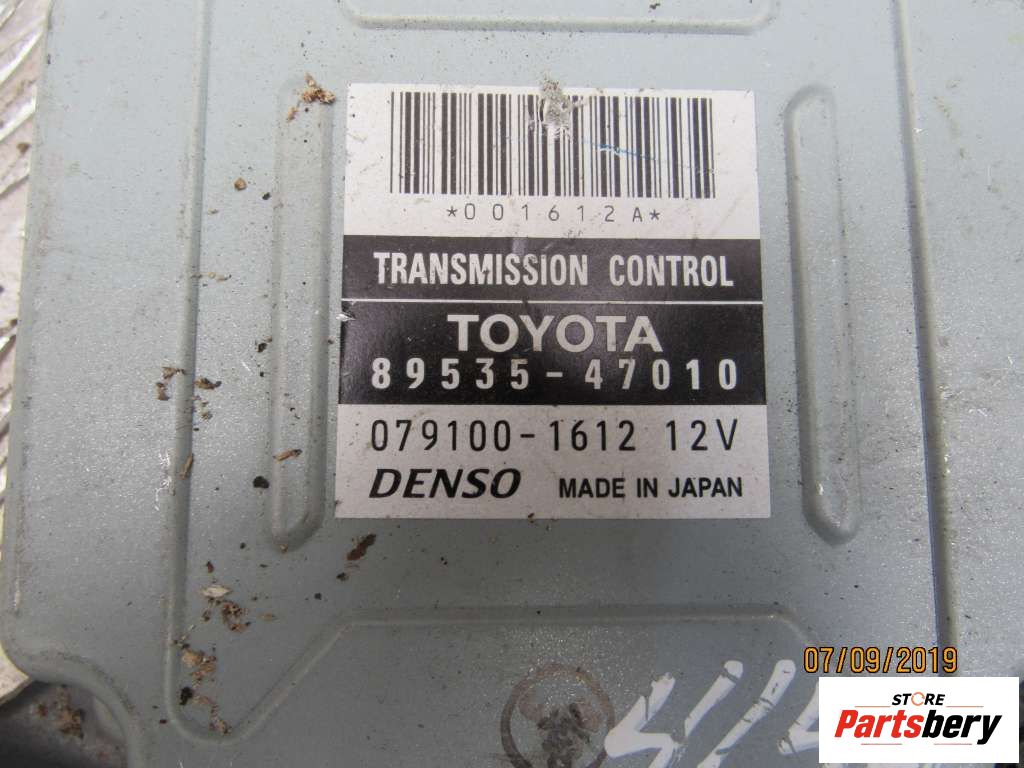 *001612A*
TRANSMISSION CONTROL
TOYOTA
89535-47010
079100-1612 12V
DENSO MADE IN JAPAN
07/09/2019
STORE
Partsbery